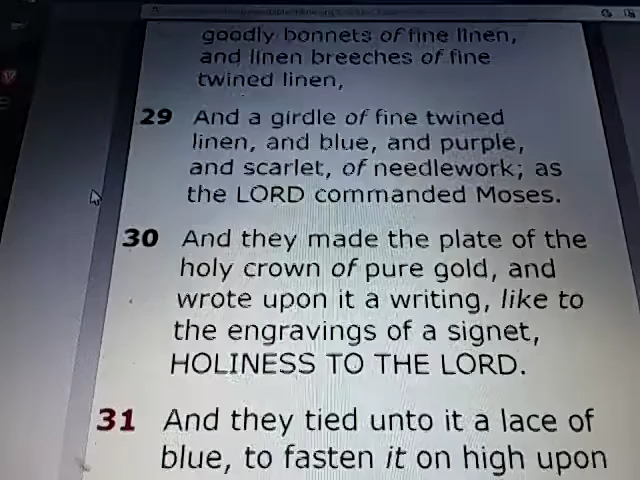 goodly bonnets of fine linen,
and linen breeches of fine
twined linen,
29 And a girdle of fine twined
linen, and blue, and purple,
and scarlet, of needlework; as
the LORD commanded Moses.
30 And they made the plate of the
holy crown of pure gold, and
wrote upon it a writing, like to
the engravings of a signet,
HOLINESS TO THE LORD.
31 And they tied unto it a lace of
blue, to fasten it on high upon